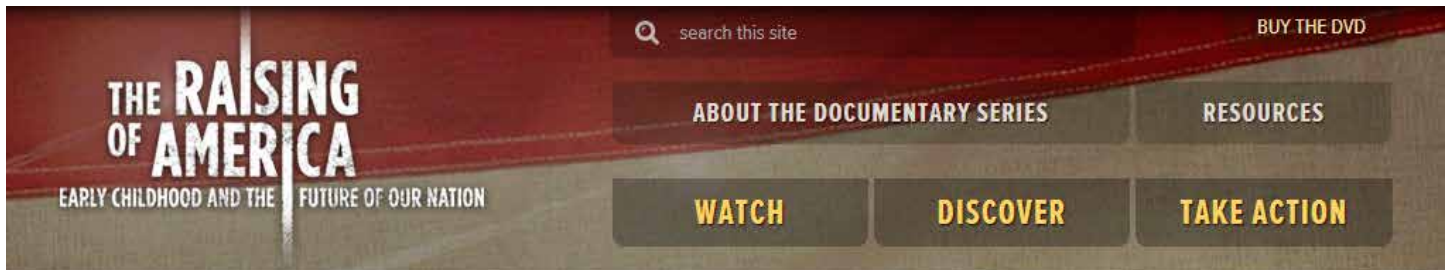 search this site
BUY THE DVD
THE RAISING
OF AMERICA
EARLY CHILDHOOD AND THE FUTURE OF OUR NATION
ABOUT THE DOCUMENTARY SERIES
RESOURCES
WATCH
DISCOVER
TAKE ACTION